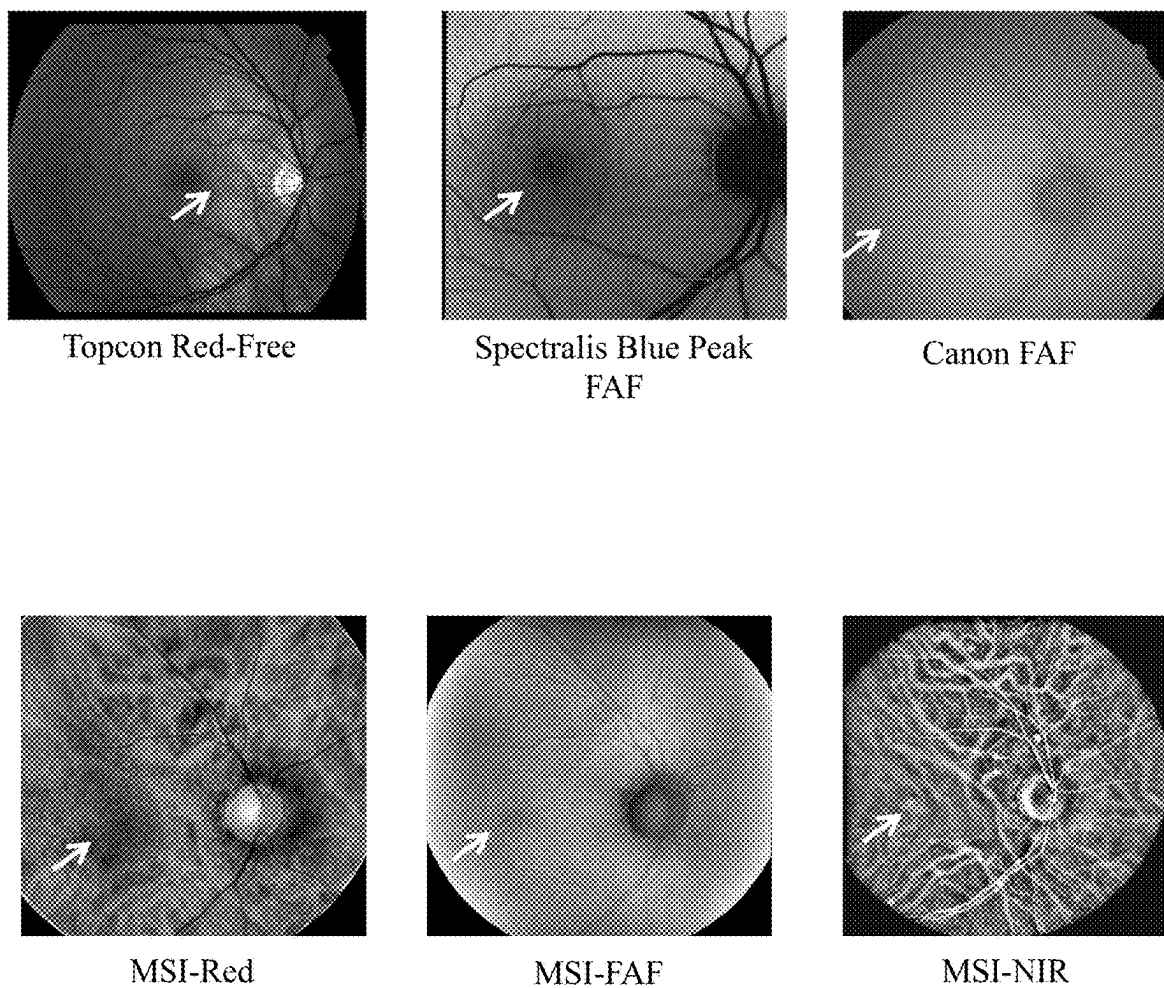 Topcon Red-Free
Spectralis Blue Peak
FAF
Canon FAF
MSI-Red
MSI-FAF
MSI-NIR